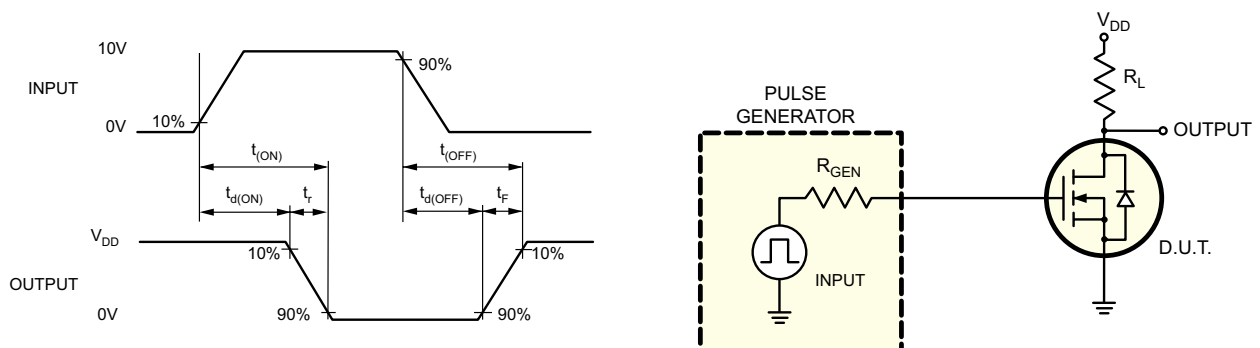 10V
INPUT
0V
10%
90%
t(ON)
t(OFF)
td(ON)
tr
td(OFF)
tF
VDD
OUTPUT
0V
10%
90%
90%
10%
PULSE
GENERATOR
RGEN
INPUT
VDD
RL
OUTPUT
D.U.T.